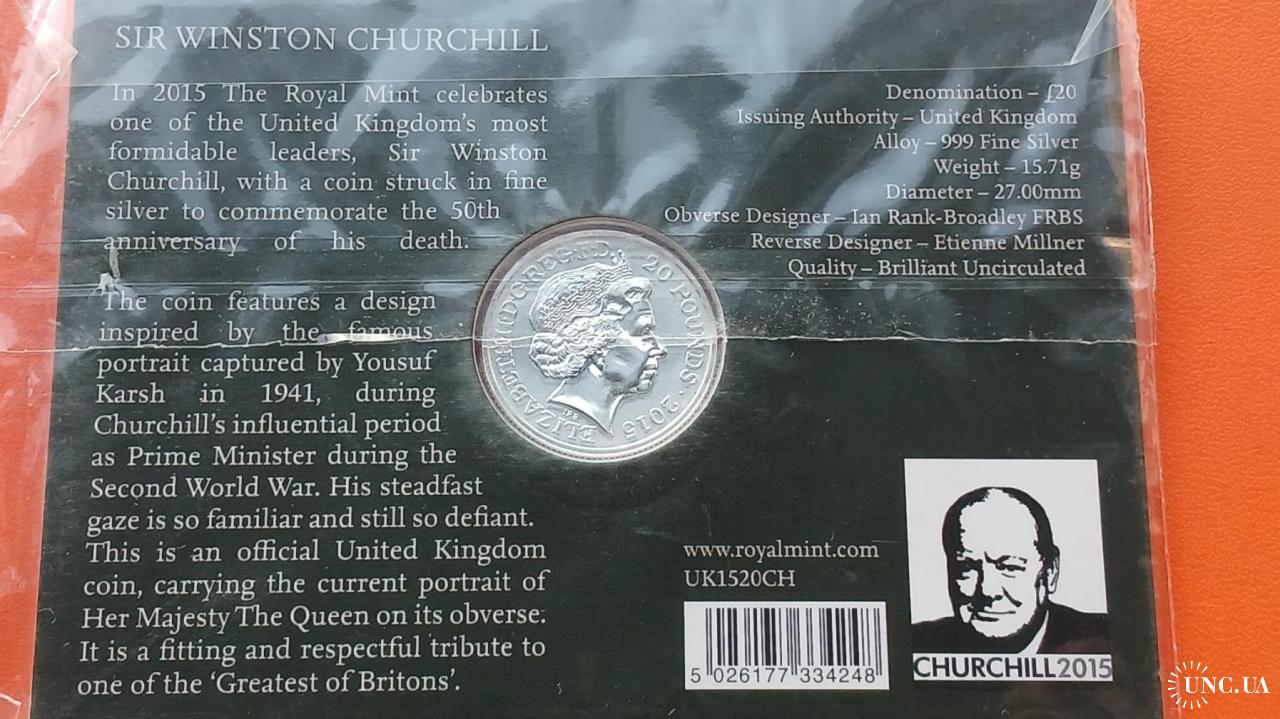 SIR WINSTON CHURCHILL
In 2015 The Royal Mint celebrates
one of the United Kingdom's most
formidable leaders, Sir Winston
Churchill, with a coin struck in fine
silver to commemorate the 50th
anniversary of his death.
The coin features a design
inspired by the famous
portrait captured by Yousuf
Karsh in 1941, during
Churchill's influential period
as Prime Minister during the
Second World War. His steadfast
gaze is so familiar and still so defiant.
This is an official United Kingdom
coin, carrying the current portrait of
Her Majesty The Queen on its obverse.
It is a fitting and respectful tribute to
one of the 'Greatest of Britons'.
Denomination – £20
Issuing Authority – United Kingdom
Alloy – 999 Fine Silver
Weight – 15.71g
Diameter – 27.00mm
Obverse Designer – Ian Rank-Broadley FRBS
Reverse Designer – Etienne Millner
Quality – Brilliant Uncirculated
ELIZABETH·II·D·G·REG·F·D· 20 POUNDS·2015
IRB
www.royalmint.com
UK1520CH
5 026177 334248
CHURCHILL2015
UNC.UA